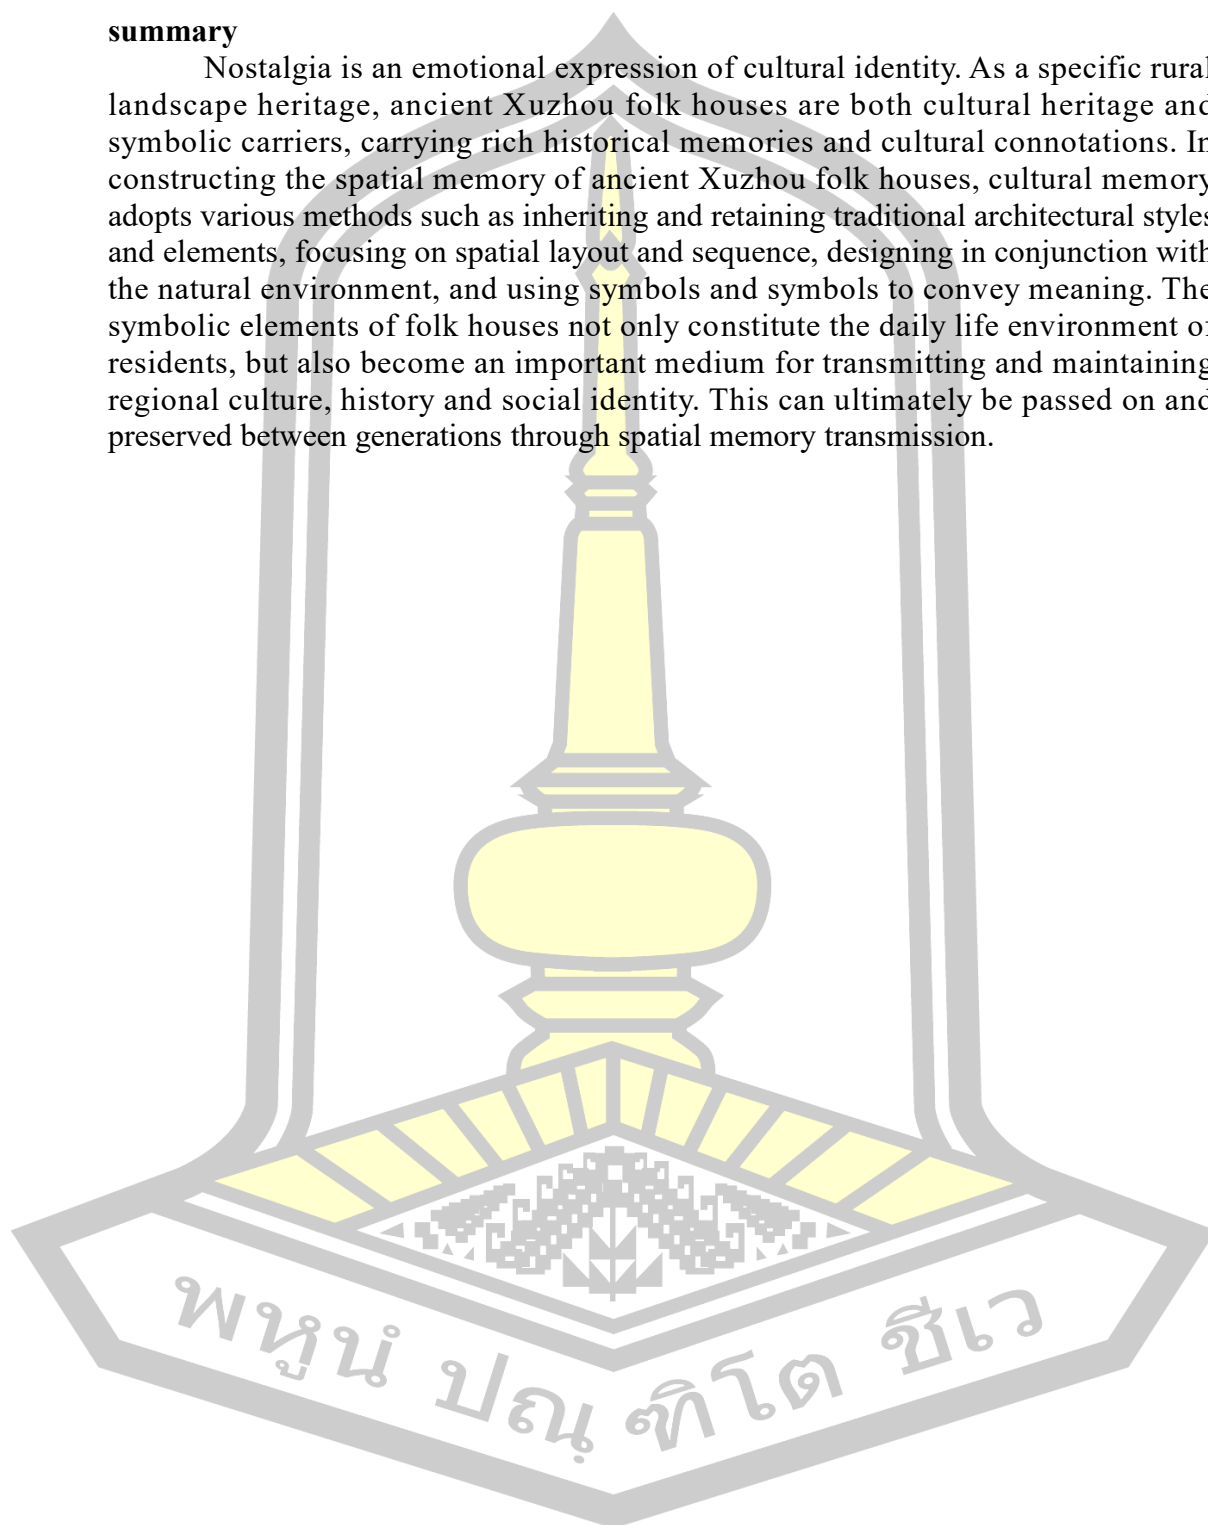 summary
Nostalgia is an emotional expression of cultural identity. As a specific rural
landscape heritage, ancient Xuzhou folk houses are both cultural heritage and
symbolic carriers, carrying rich historical memories and cultural connotations. In
constructing the spatial memory of ancient Xuzhou folk houses, cultural memory
adopts various methods such as inheriting and retaining traditional architectural styles
and elements, focusing on spatial layout and sequence, designing in conjunction with
the natural environment, and using symbols and symbols to convey meaning. The
symbolic elements of folk houses not only constitute the daily life environment of
residents, but also become an important medium for transmitting and maintaining
regional culture, history and social identity. This can ultimately be passed on and
preserved between generations through spatial memory transmission.
พหูนํ ปณฺฑิโต ชีเว